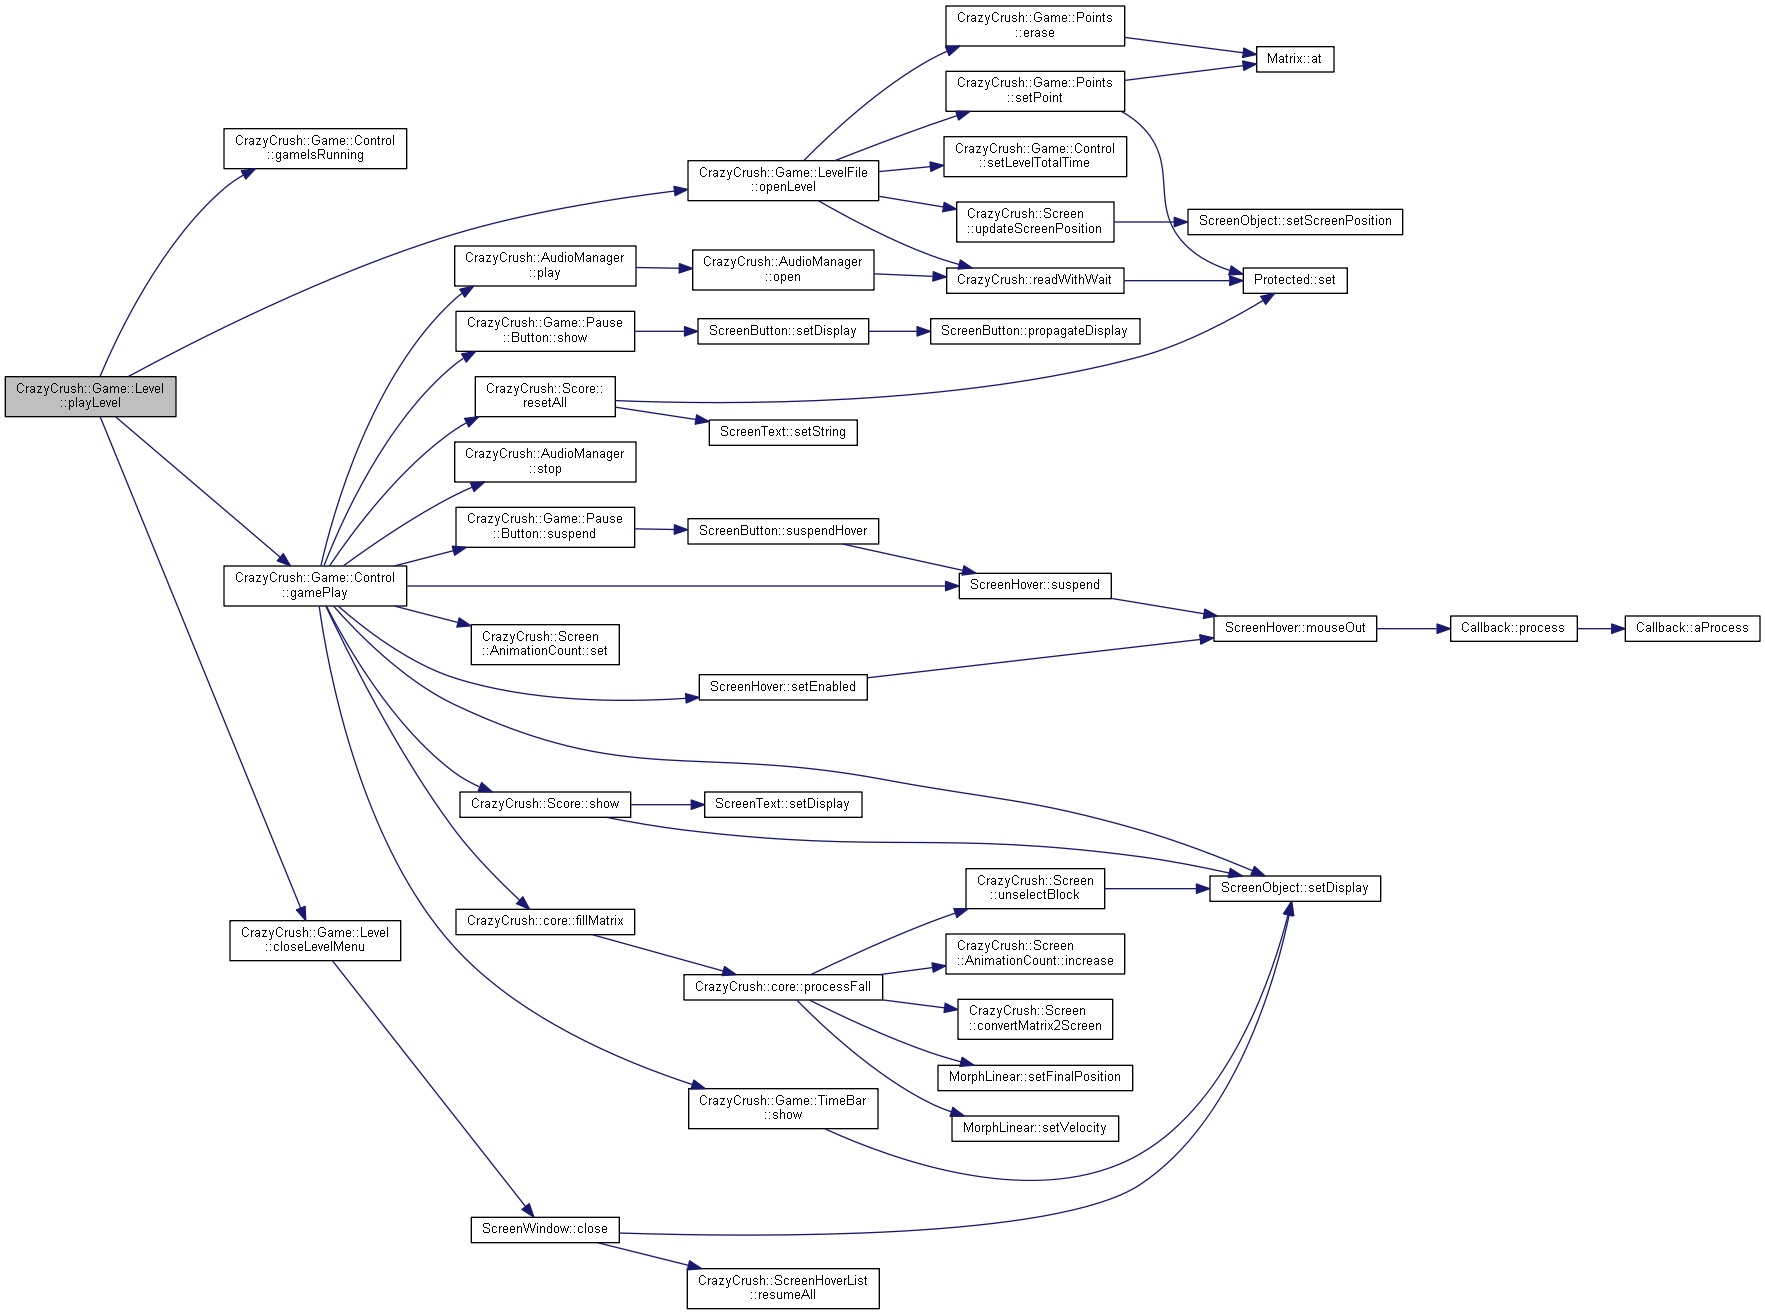 CrazyCrush::Game::Level
::playLevel
CrazyCrush::Game::Control
::gameIsRunning
CrazyCrush::Game::Control
::gamePlay
CrazyCrush::Game::Level
::closeLevelMenu
CrazyCrush::AudioManager
::play
CrazyCrush::Game::Pause
::Button::show
CrazyCrush::Score::
resetAll
CrazyCrush::AudioManager
::stop
CrazyCrush::Game::Pause
::Button::suspend
CrazyCrush::Screen
::AnimationCount::set
CrazyCrush::Score::show
CrazyCrush::core::fillMatrix
ScreenWindow::close
CrazyCrush::Game::LevelFile
::openLevel
CrazyCrush::AudioManager
::open
ScreenButton::setDisplay
ScreenText::setString
ScreenButton::suspendHover
ScreenHover::setEnabled
ScreenText::setDisplay
CrazyCrush::core::processFall
CrazyCrush::Game::TimeBar
::show
CrazyCrush::ScreenHoverList
::resumeAll
CrazyCrush::Game::Points
::erase
CrazyCrush::Game::Points
::setPoint
CrazyCrush::Game::Control
::setLevelTotalTime
CrazyCrush::Screen
::updateScreenPosition
CrazyCrush::readWithWait
ScreenButton::propagateDisplay
ScreenHover::suspend
CrazyCrush::Screen
::unselectBlock
CrazyCrush::Screen
::AnimationCount::increase
CrazyCrush::Screen
::convertMatrix2Screen
MorphLinear::setFinalPosition
MorphLinear::setVelocity
Matrix::at
ScreenObject::setScreenPosition
Protected::set
ScreenHover::mouseOut
ScreenObject::setDisplay
Callback::process
Callback::aProcess